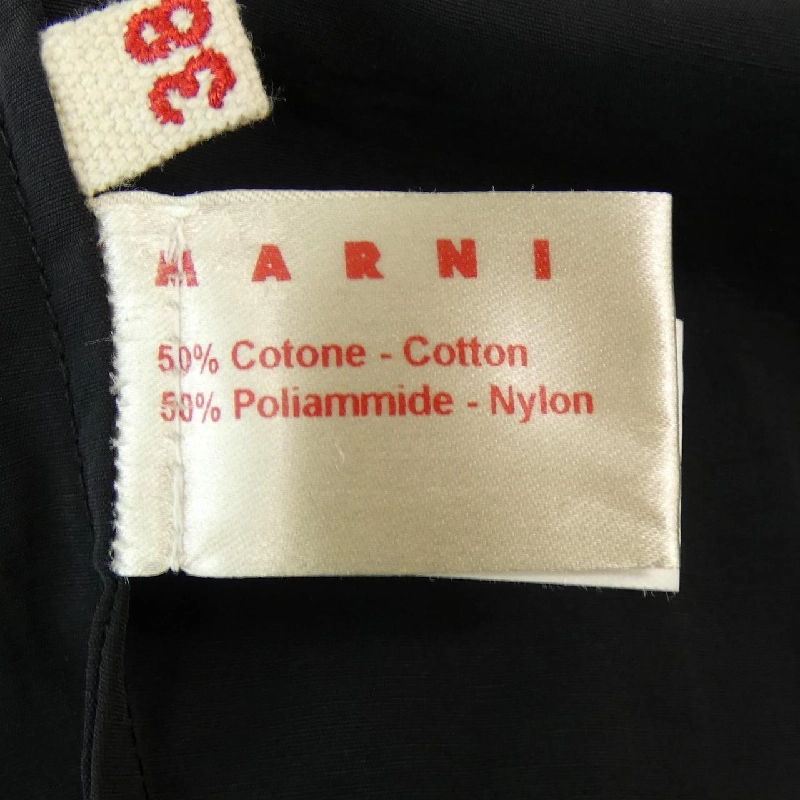 38
MARNI
50% Cotone - Cotton
50% Poliammide - Nylon